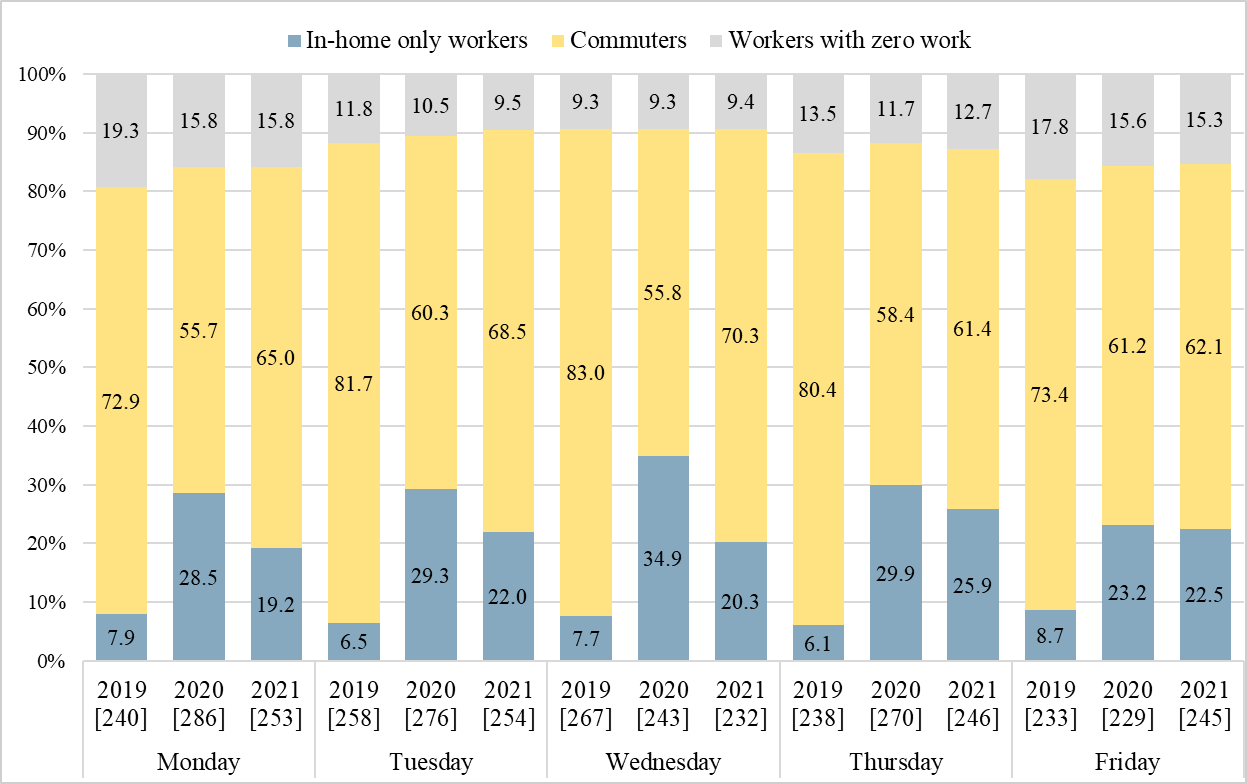 In-home only workers Commuters Workers with zero work
100%
90%
80%
70%
60%
50%
40%
30%
20%
10%
0%
19.3 15.8 15.8 11.8 10.5 9.5 9.3 9.3 9.4 13.5 11.7 12.7 17.8 15.6 15.3
72.9 55.7 65.0 81.7 60.3 68.5 83.0 55.8 70.3 80.4 58.4 61.4 73.4 61.2 62.1
7.9 28.5 19.2 6.5 29.3 22.0 7.7 34.9 20.3 6.1 29.9 25.9 8.7 23.2 22.5
2019 2020 2021 2019 2020 2021 2019 2020 2021 2019 2020 2021 2019 2020 2021
[240] [286] [253] [258] [276] [254] [267] [243] [232] [238] [270] [246] [233] [229] [245]
Monday Tuesday Wednesday Thursday Friday